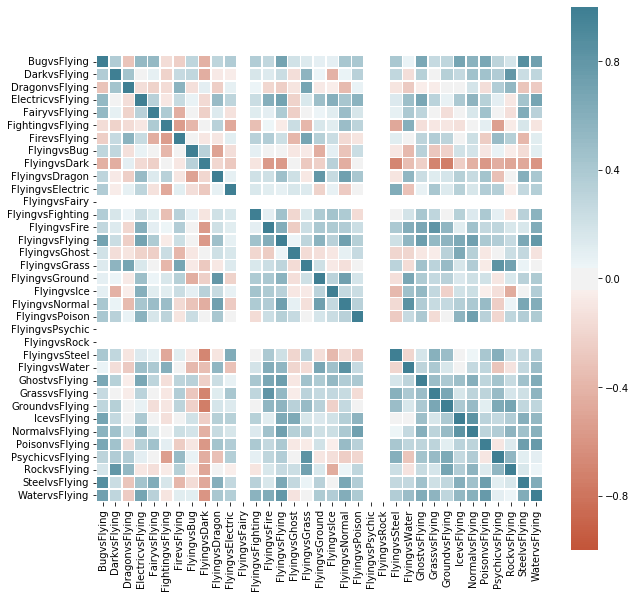 BugvsFlying
DarkvsFlying
DragonvsFlying
ElectricvsFlying
FairyvsFlying
FightingvsFlying
FirevsFlying
FlyingvsBug
FlyingvsDark
FlyingvsDragon
FlyingvsElectric
FlyingvsFairy
FlyingvsFighting
FlyingvsFire
FlyingvsFlying
FlyingvsGhost
FlyingvsGrass
FlyingvsGround
FlyingvsIce
FlyingvsNormal
FlyingvsPoison
FlyingvsPsychic
FlyingvsRock
FlyingvsSteel
FlyingvsWater
GhostvsFlying
GrassvsFlying
GroundvsFlying
IcevsFlying
NormalvsFlying
PoisonvsFlying
PsychicvsFlying
RockvsFlying
SteelvsFlying
WatervsFlying
BugvsFlying
DarkvsFlying
DragonvsFlying
ElectricvsFlying
FairyvsFlying
FightingvsFlying
FirevsFlying
FlyingvsBug
FlyingvsDark
FlyingvsDragon
FlyingvsElectric
FlyingvsFairy
FlyingvsFighting
FlyingvsFire
FlyingvsFlying
FlyingvsGhost
FlyingvsGrass
FlyingvsGround
FlyingvsIce
FlyingvsNormal
FlyingvsPoison
FlyingvsPsychic
FlyingvsRock
FlyingvsSteel
FlyingvsWater
GhostvsFlying
GrassvsFlying
GroundvsFlying
IcevsFlying
NormalvsFlying
PoisonvsFlying
PsychicvsFlying
RockvsFlying
SteelvsFlying
WatervsFlying
0.8
0.4
0.0
−0.4
−0.8